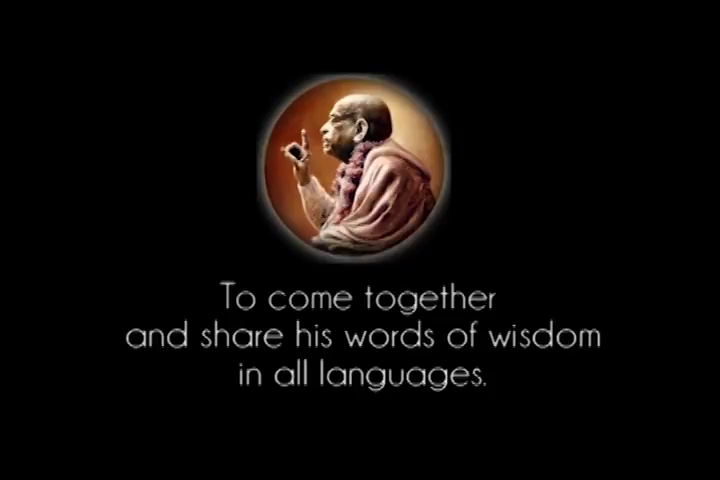 To come together
and share his words of wisdom
in all languages.